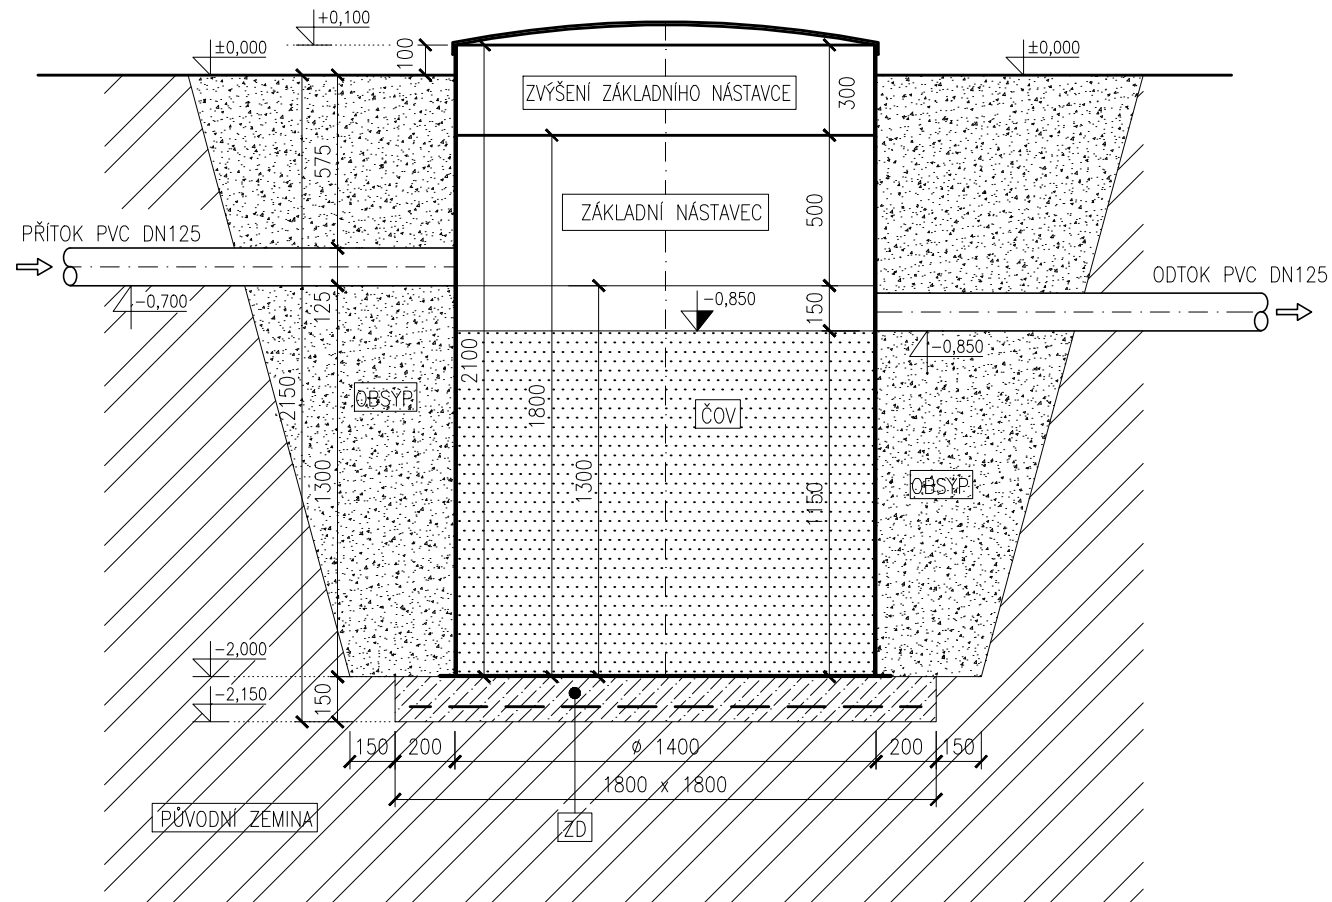 +0,100
±0,000
±0,000
100
ZVÝŠENÍ ZÁKLADNÍHO NÁSTAVCE
300
575
ZÁKLADNÍ NÁSTAVEC
500
PŘÍTOK PVC DN125
ODTOK PVC DN125
-0,700
125
-0,850
150
-0,850
2100
2150
OBSYP
1800
ČOV
1300
1300
1150
OBSYP
-2,000
-2,150
150
150
200
ø 1400
200
150
1800 x 1800
PŮVODNÍ ZEMINA
ZD